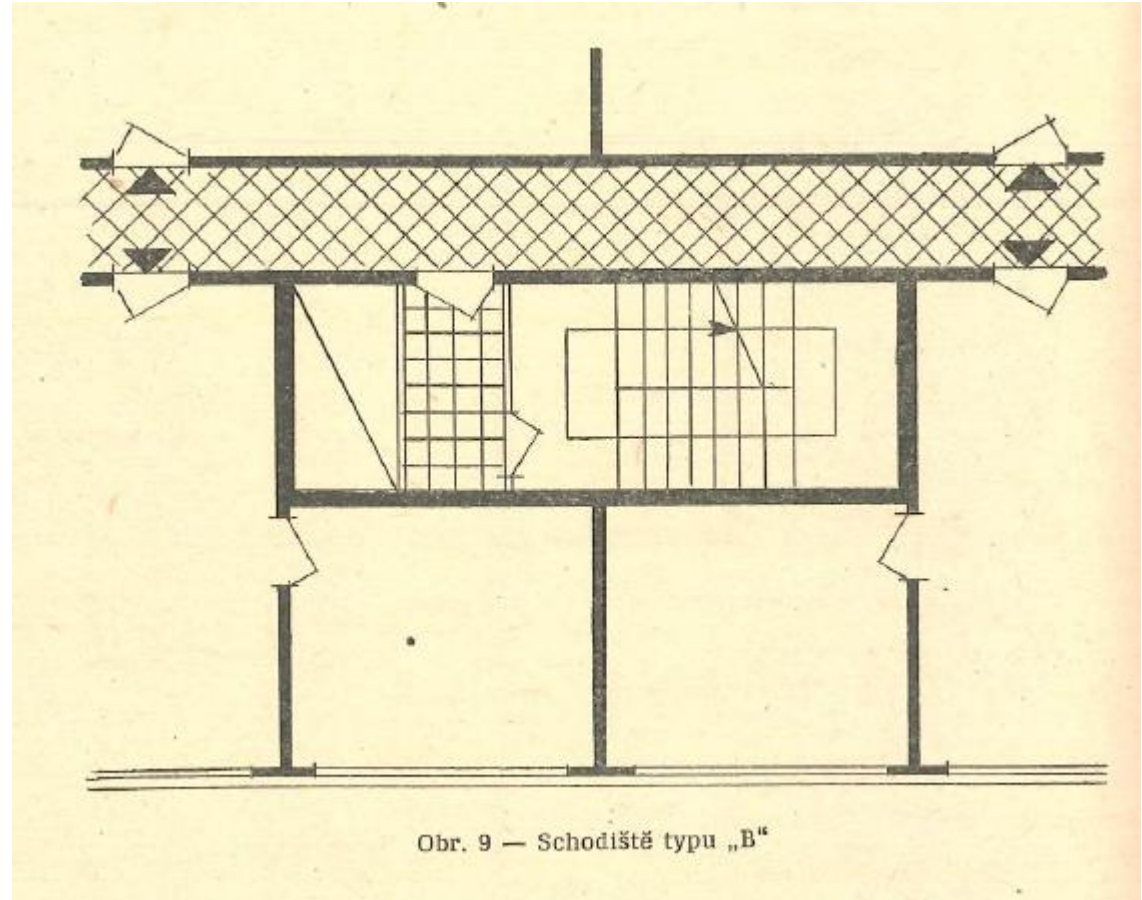 Obr. 9 — Schodiště typu „B“